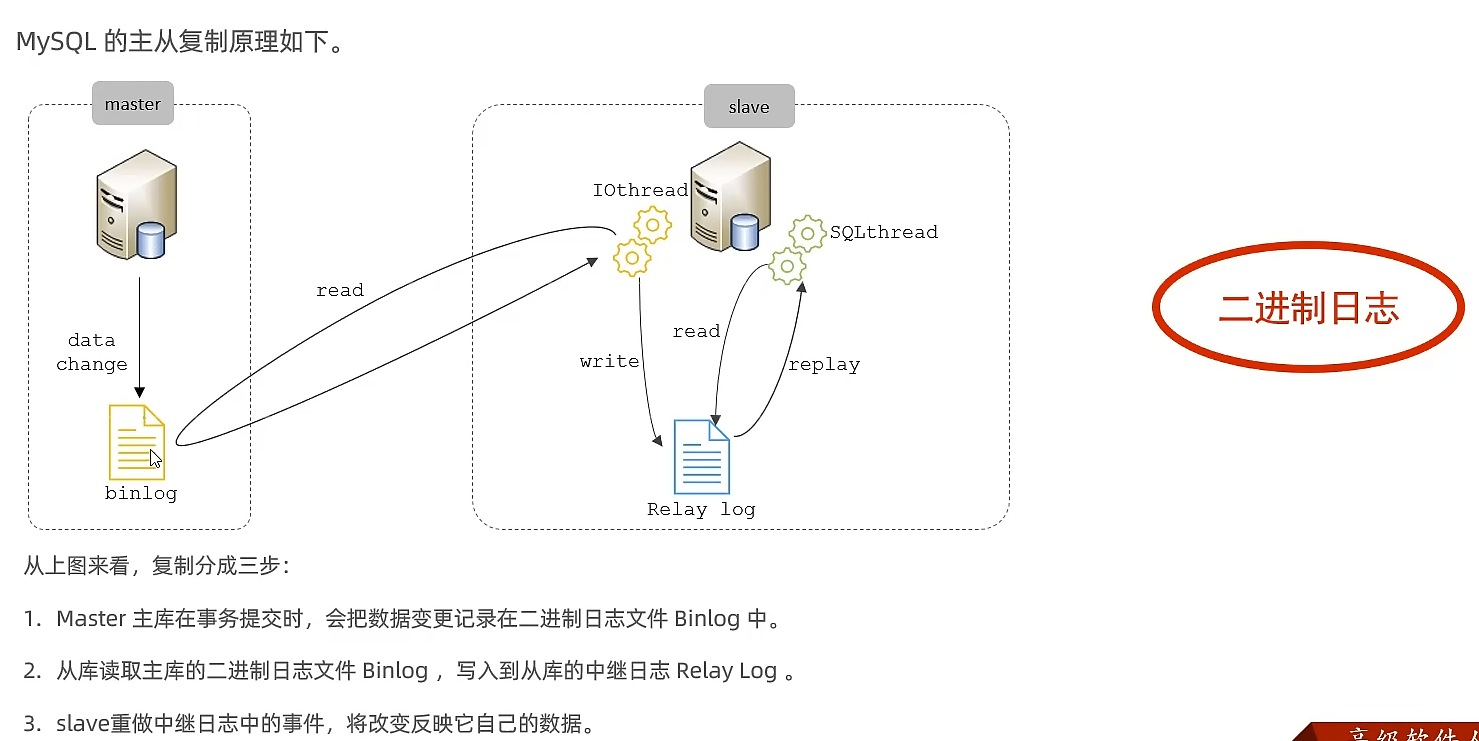 MySQL 的主从复制原理如下。
master
slave
IOthread
SQLthread
read
data
change
read
write
replay
二进制日志
binlog
Relay log
从上图来看，复制分成三步：
1. Master 主库在事务提交时，会把数据变更记录在二进制日志文件 Binlog 中。
2. 从库读取主库的二进制日志文件 Binlog ，写入到从库的中继日志 Relay Log 。
3. slave重做中继日志中的事件，将改变反映它自己的数据。
高级软件人